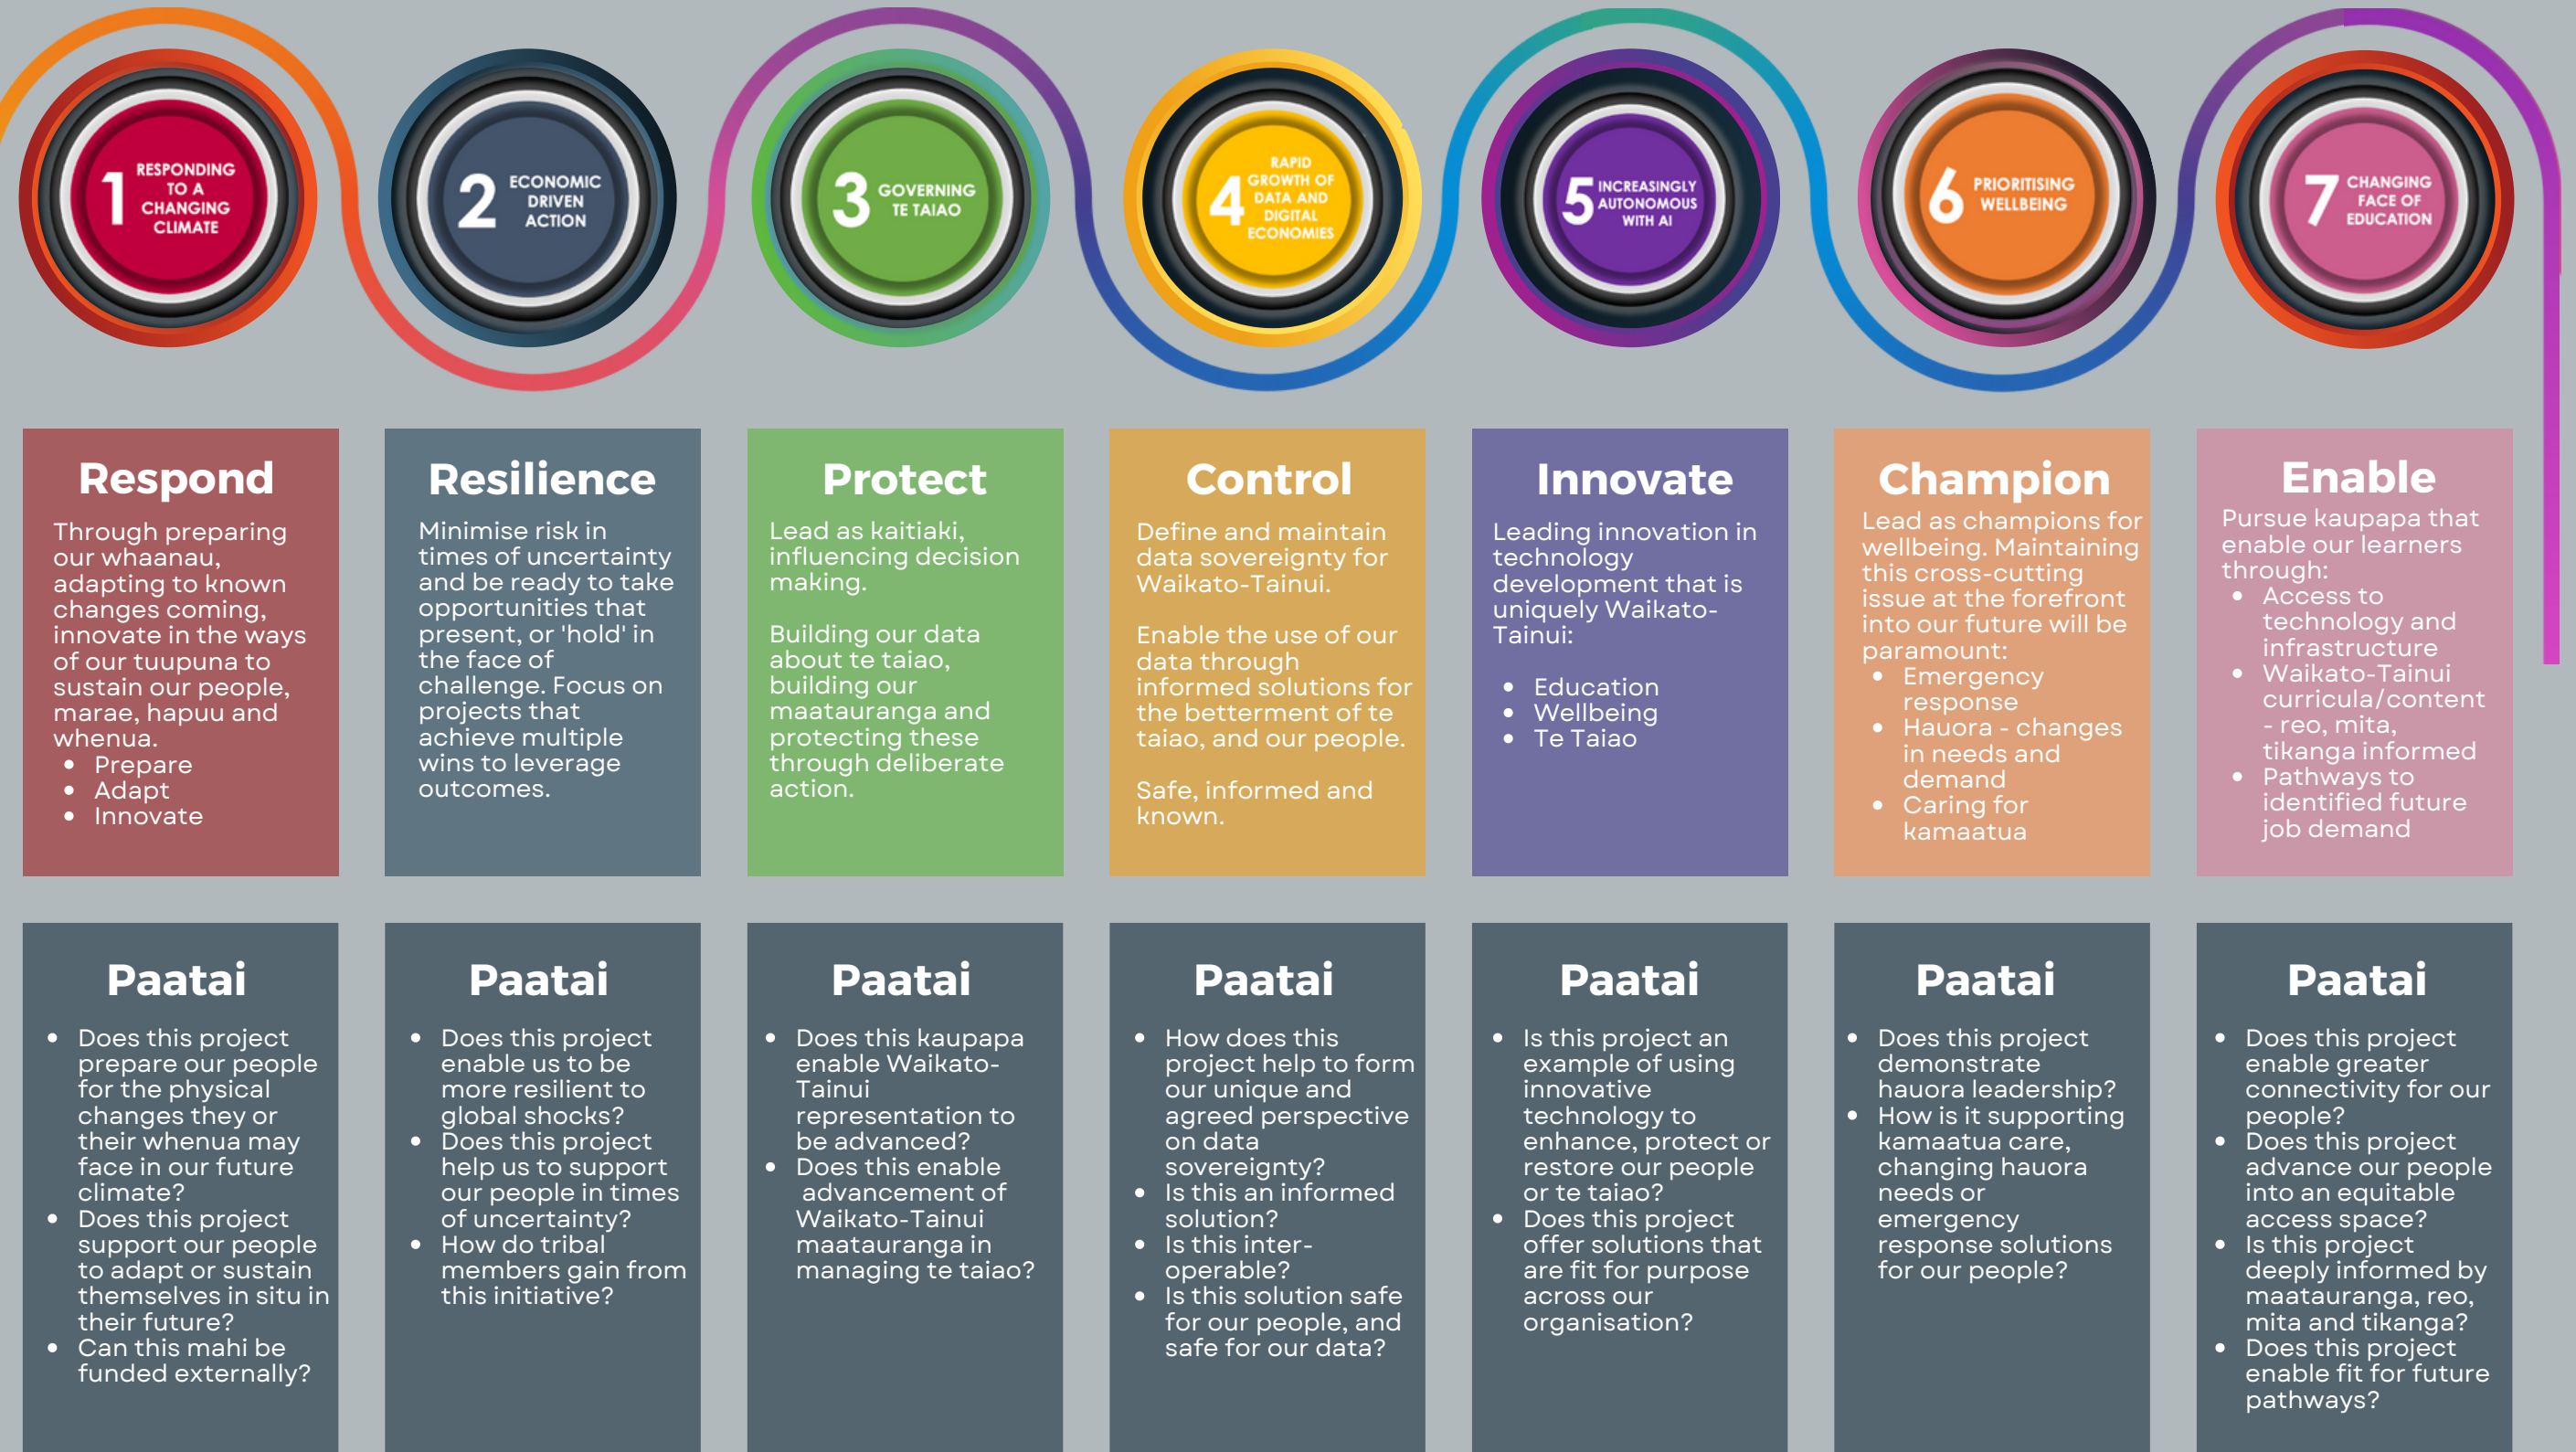 1 RESPONDING
TO A
CHANGING
CLIMATE
2 ECONOMIC
DRIVEN
ACTION
3 GOVERNING
TE TAIAO
4 RAPID
GROWTH OF
DATA AND
DIGITAL
ECONOMIES
5 INCREASINGLY
AUTONOMOUS
WITH AI
6 PRIORITISING
WELLBEING
7 CHANGING
FACE OF
EDUCATION
Respond
Through preparing
our whaanau,
adapting to known
changes coming,
innovate in the ways
of our tuupuna to
sustain our people,
marae, hapuu and
whenua.
• Prepare
• Adapt
• Innovate
Resilience
Minimise risk in
times of uncertainty
and be ready to take
opportunities that
present, or 'hold' in
the face of
challenge. Focus on
projects that
achieve multiple
wins to leverage
outcomes.
Protect
Lead as kaitiaki,
influencing decision
making.
Building our data
about te taiao,
building our
maatauranga and
protecting these
through deliberate
action.
Control
Define and maintain
data sovereignty for
Waikato-Tainui.
Enable the use of our
data through
informed solutions for
the betterment of te
taiao, and our people.
Safe, informed and
known.
Innovate
Leading innovation in
technology
development that is
uniquely Waikato-
Tainui:
• Education
• Wellbeing
• Te Taiao
Champion
Lead as champions for
wellbeing. Maintaining
this cross-cutting
issue at the forefront
into our future will be
paramount:
• Emergency
response
• Hauora - changes
in needs and
demand
• Caring for
kamaatua
Enable
Pursue kaupapa that
enable our learners
through:
• Access to
technology and
infrastructure
• Waikato-Tainui
curricula/content
- reo, mita,
tikanga informed
• Pathways to
identified future
job demand
Paatai
• Does this project
prepare our people
for the physical
changes they or
their whenua may
face in our future
climate?
• Does this project
support our people
to adapt or sustain
themselves in situ in
their future?
• Can this mahi be
funded externally?
Paatai
• Does this project
enable us to be
more resilient to
global shocks?
• Does this project
help us to support
our people in times
of uncertainty?
• How do tribal
members gain from
this initiative?
Paatai
• Does this kaupapa
enable Waikato-
Tainui
representation to
be advanced?
• Does this enable
advancement of
Waikato-Tainui
maatauranga in
managing te taiao?
Paatai
• How does this
project help to form
our unique and
agreed perspective
on data
sovereignty?
• Is this an informed
solution?
• Is this inter-
operable?
• Is this solution safe
for our people, and
safe for our data?
Paatai
• Is this project an
example of using
innovative
technology to
enhance, protect or
restore our people
or te taiao?
• Does this project
offer solutions that
are fit for purpose
across our
organisation?
Paatai
• Does this project
demonstrate
hauora leadership?
• How is it supporting
kamaatua care,
changing hauora
needs or
emergency
response solutions
for our people?
Paatai
• Does this project
enable greater
connectivity for our
people?
• Does this project
advance our people
into an equitable
access space?
• Is this project
deeply informed by
maatauranga, reo,
mita and tikanga?
• Does this project
enable fit for future
pathways?